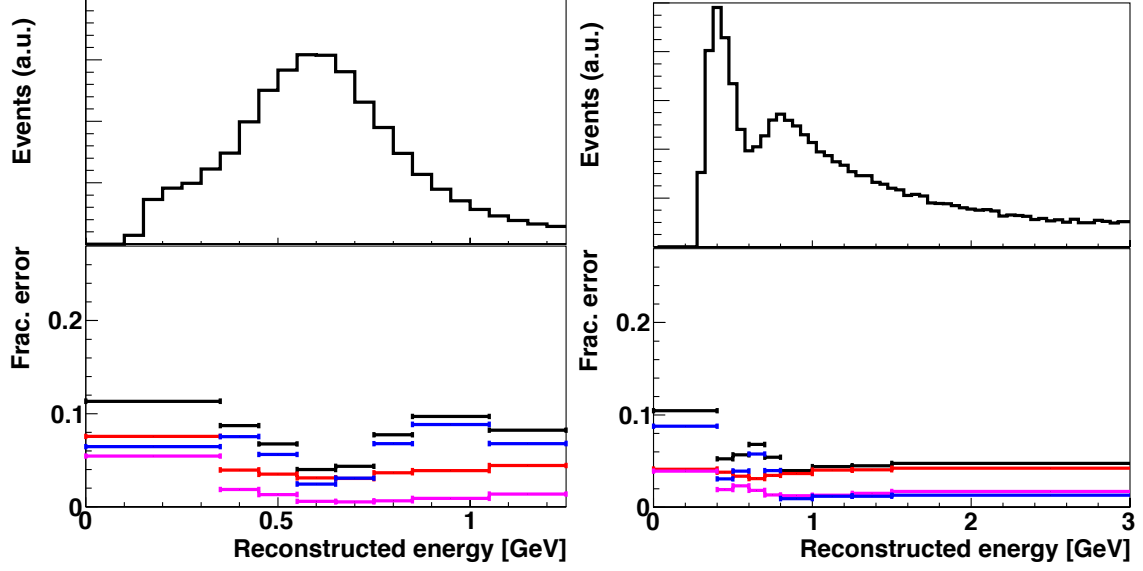 Events (a.u.)
Events (a.u.)
Frac. error
0.2
0.1
0
0 0.5 1
Reconstructed energy [GeV]
Frac. error
0.2
0.1
0
0 1 2 3
Reconstructed energy [GeV]